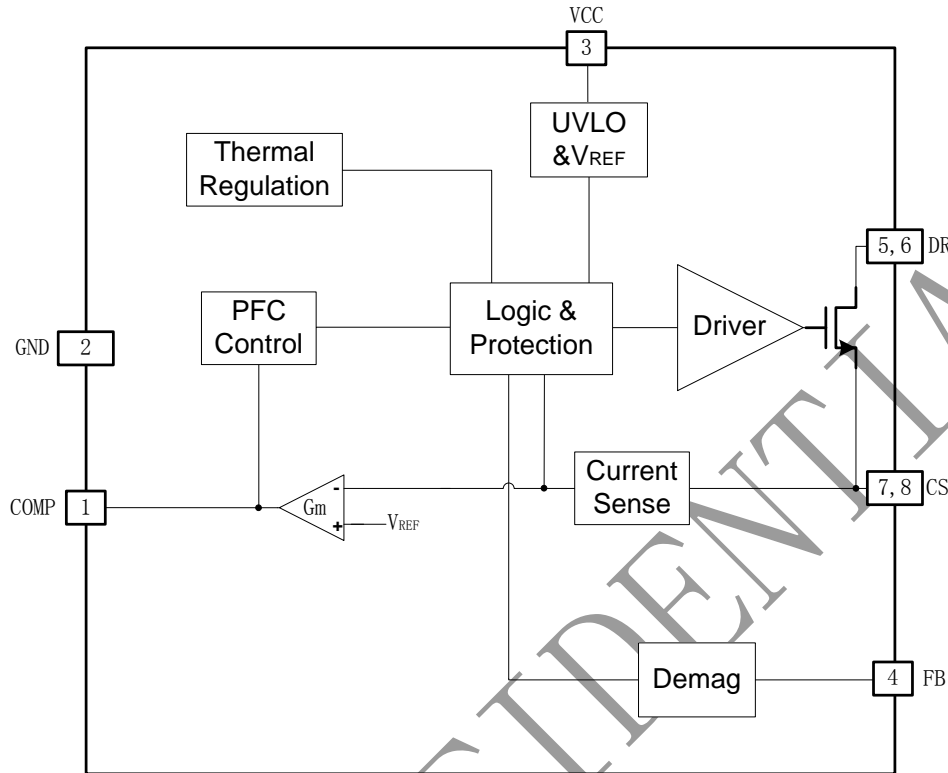 VCC
3
UVLO
&VREF
Thermal
Regulation
5, 6
DR
PFC
Control
Logic &
Protection
Driver
GND
2
COMP
1
-
Gm
+
VREF
Current
Sense
7, 8
CS
Demag
4
FB